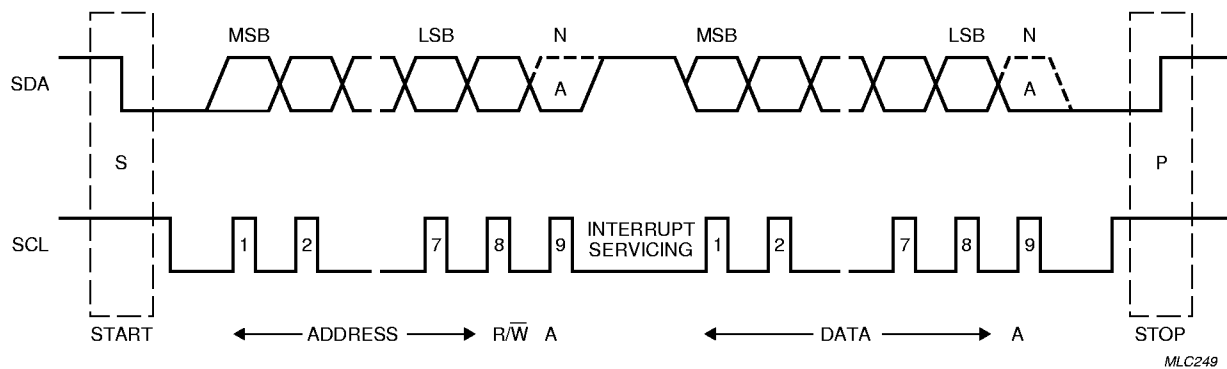 MSB LSB N MSB LSB N
SDA A A
S P
SCL 1 2 7 8 9 INTERRUPT SERVICING 1 2 7 8 9
START ADDRESS R/W̅ A DATA A STOP
MLC249